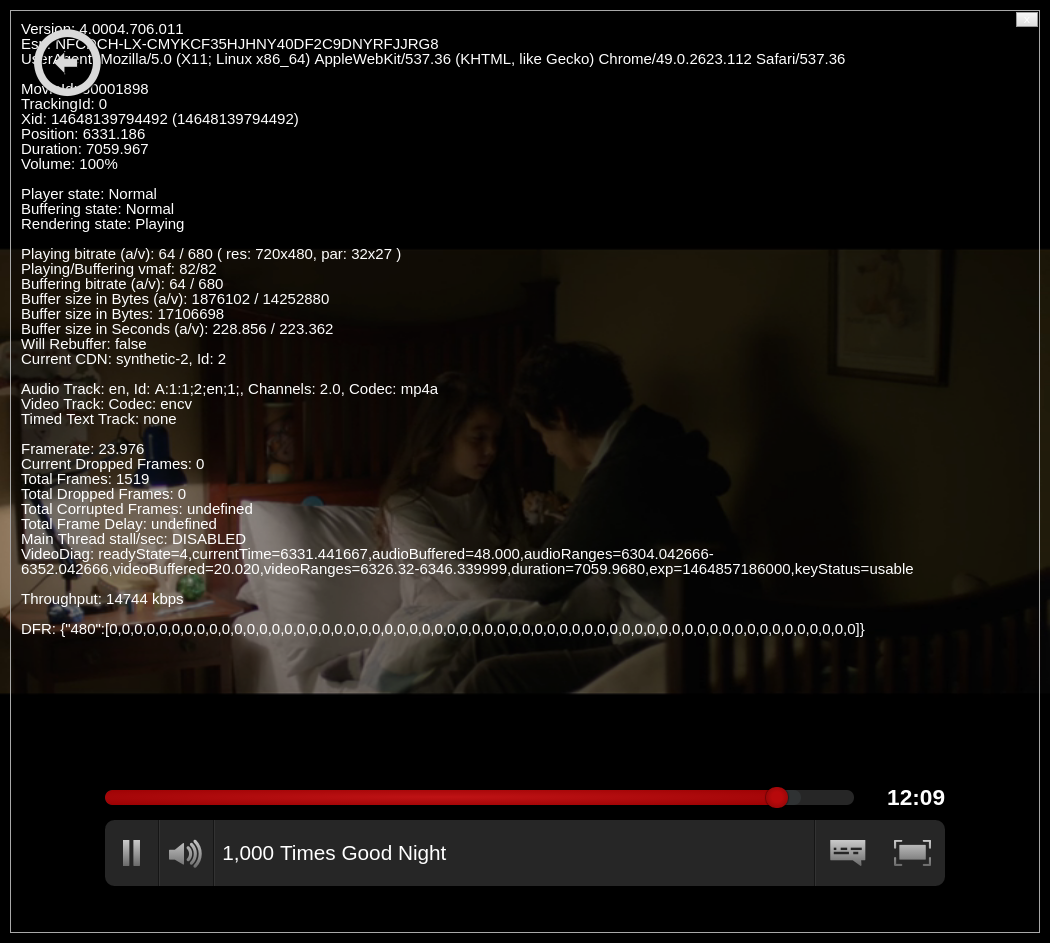 Version: 4.0004.706.011
Esn: NFCDCH-LX-CMYKCF35HJHNY40DF2C9DNYRFJJRG8
UserAgent: Mozilla/5.0 (X11; Linux x86_64) AppleWebKit/537.36 (KHTML, like Gecko) Chrome/49.0.2623.112 Safari/537.36
MovieId: 80001898
TrackingId: 0
Xid: 14648139794492 (14648139794492)
Position: 6331.186
Duration: 7059.967
Volume: 100%
Player state: Normal
Buffering state: Normal
Rendering state: Playing
Playing bitrate (a/v): 64 / 680 ( res: 720x480, par: 32x27 )
Playing/Buffering vmaf: 82/82
Buffering bitrate (a/v): 64 / 680
Buffer size in Bytes (a/v): 1876102 / 14252880
Buffer size in Bytes: 17106698
Buffer size in Seconds (a/v): 228.856 / 223.362
Will Rebuffer: false
Current CDN: synthetic-2, Id: 2
Audio Track: en, Id: A:1:1;2;en;1;, Channels: 2.0, Codec: mp4a
Video Track: Codec: encv
Timed Text Track: none
Framerate: 23.976
Current Dropped Frames: 0
Total Frames: 1519
Total Dropped Frames: 0
Total Corrupted Frames: undefined
Total Frame Delay: undefined
Main Thread stall/sec: DISABLED
VideoDiag: readyState=4,currentTime=6331.441667,audioBuffered=48.000,audioRanges=6304.042666-
6352.042666,videoBuffered=20.020,videoRanges=6326.32-6346.339999,duration=7059.9680,exp=1464857186000,keyStatus=usable
Throughput: 14744 kbps
DFR: {"480":[0,0,0,0,0,0,0,0,0,0,0,0,0,0,0,0,0,0,0,0,0,0,0,0,0,0,0,0,0,0,0,0,0,0,0,0,0,0,0,0,0,0,0,0,0,0,0,0,0,0,0,0,0,0,0,0,0,0,0,0]}
12:09
1,000 Times Good Night